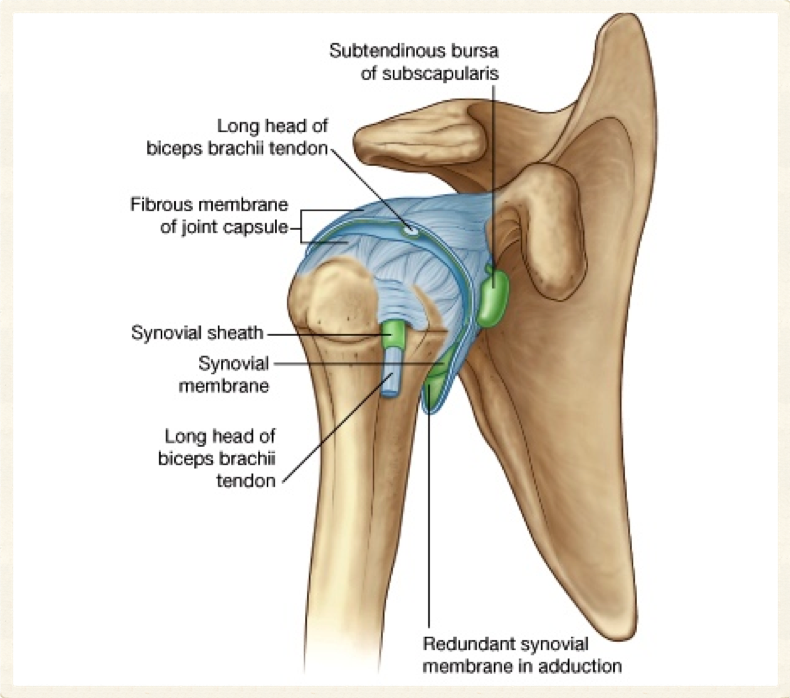 Subtendinous bursa
of subscapularis
Long head of
biceps brachii tendon
Fibrous membrane
of joint capsule
Synovial sheath
Synovial
membrane
Long head of
biceps brachii
tendon
Redundant synovial
membrane in adduction